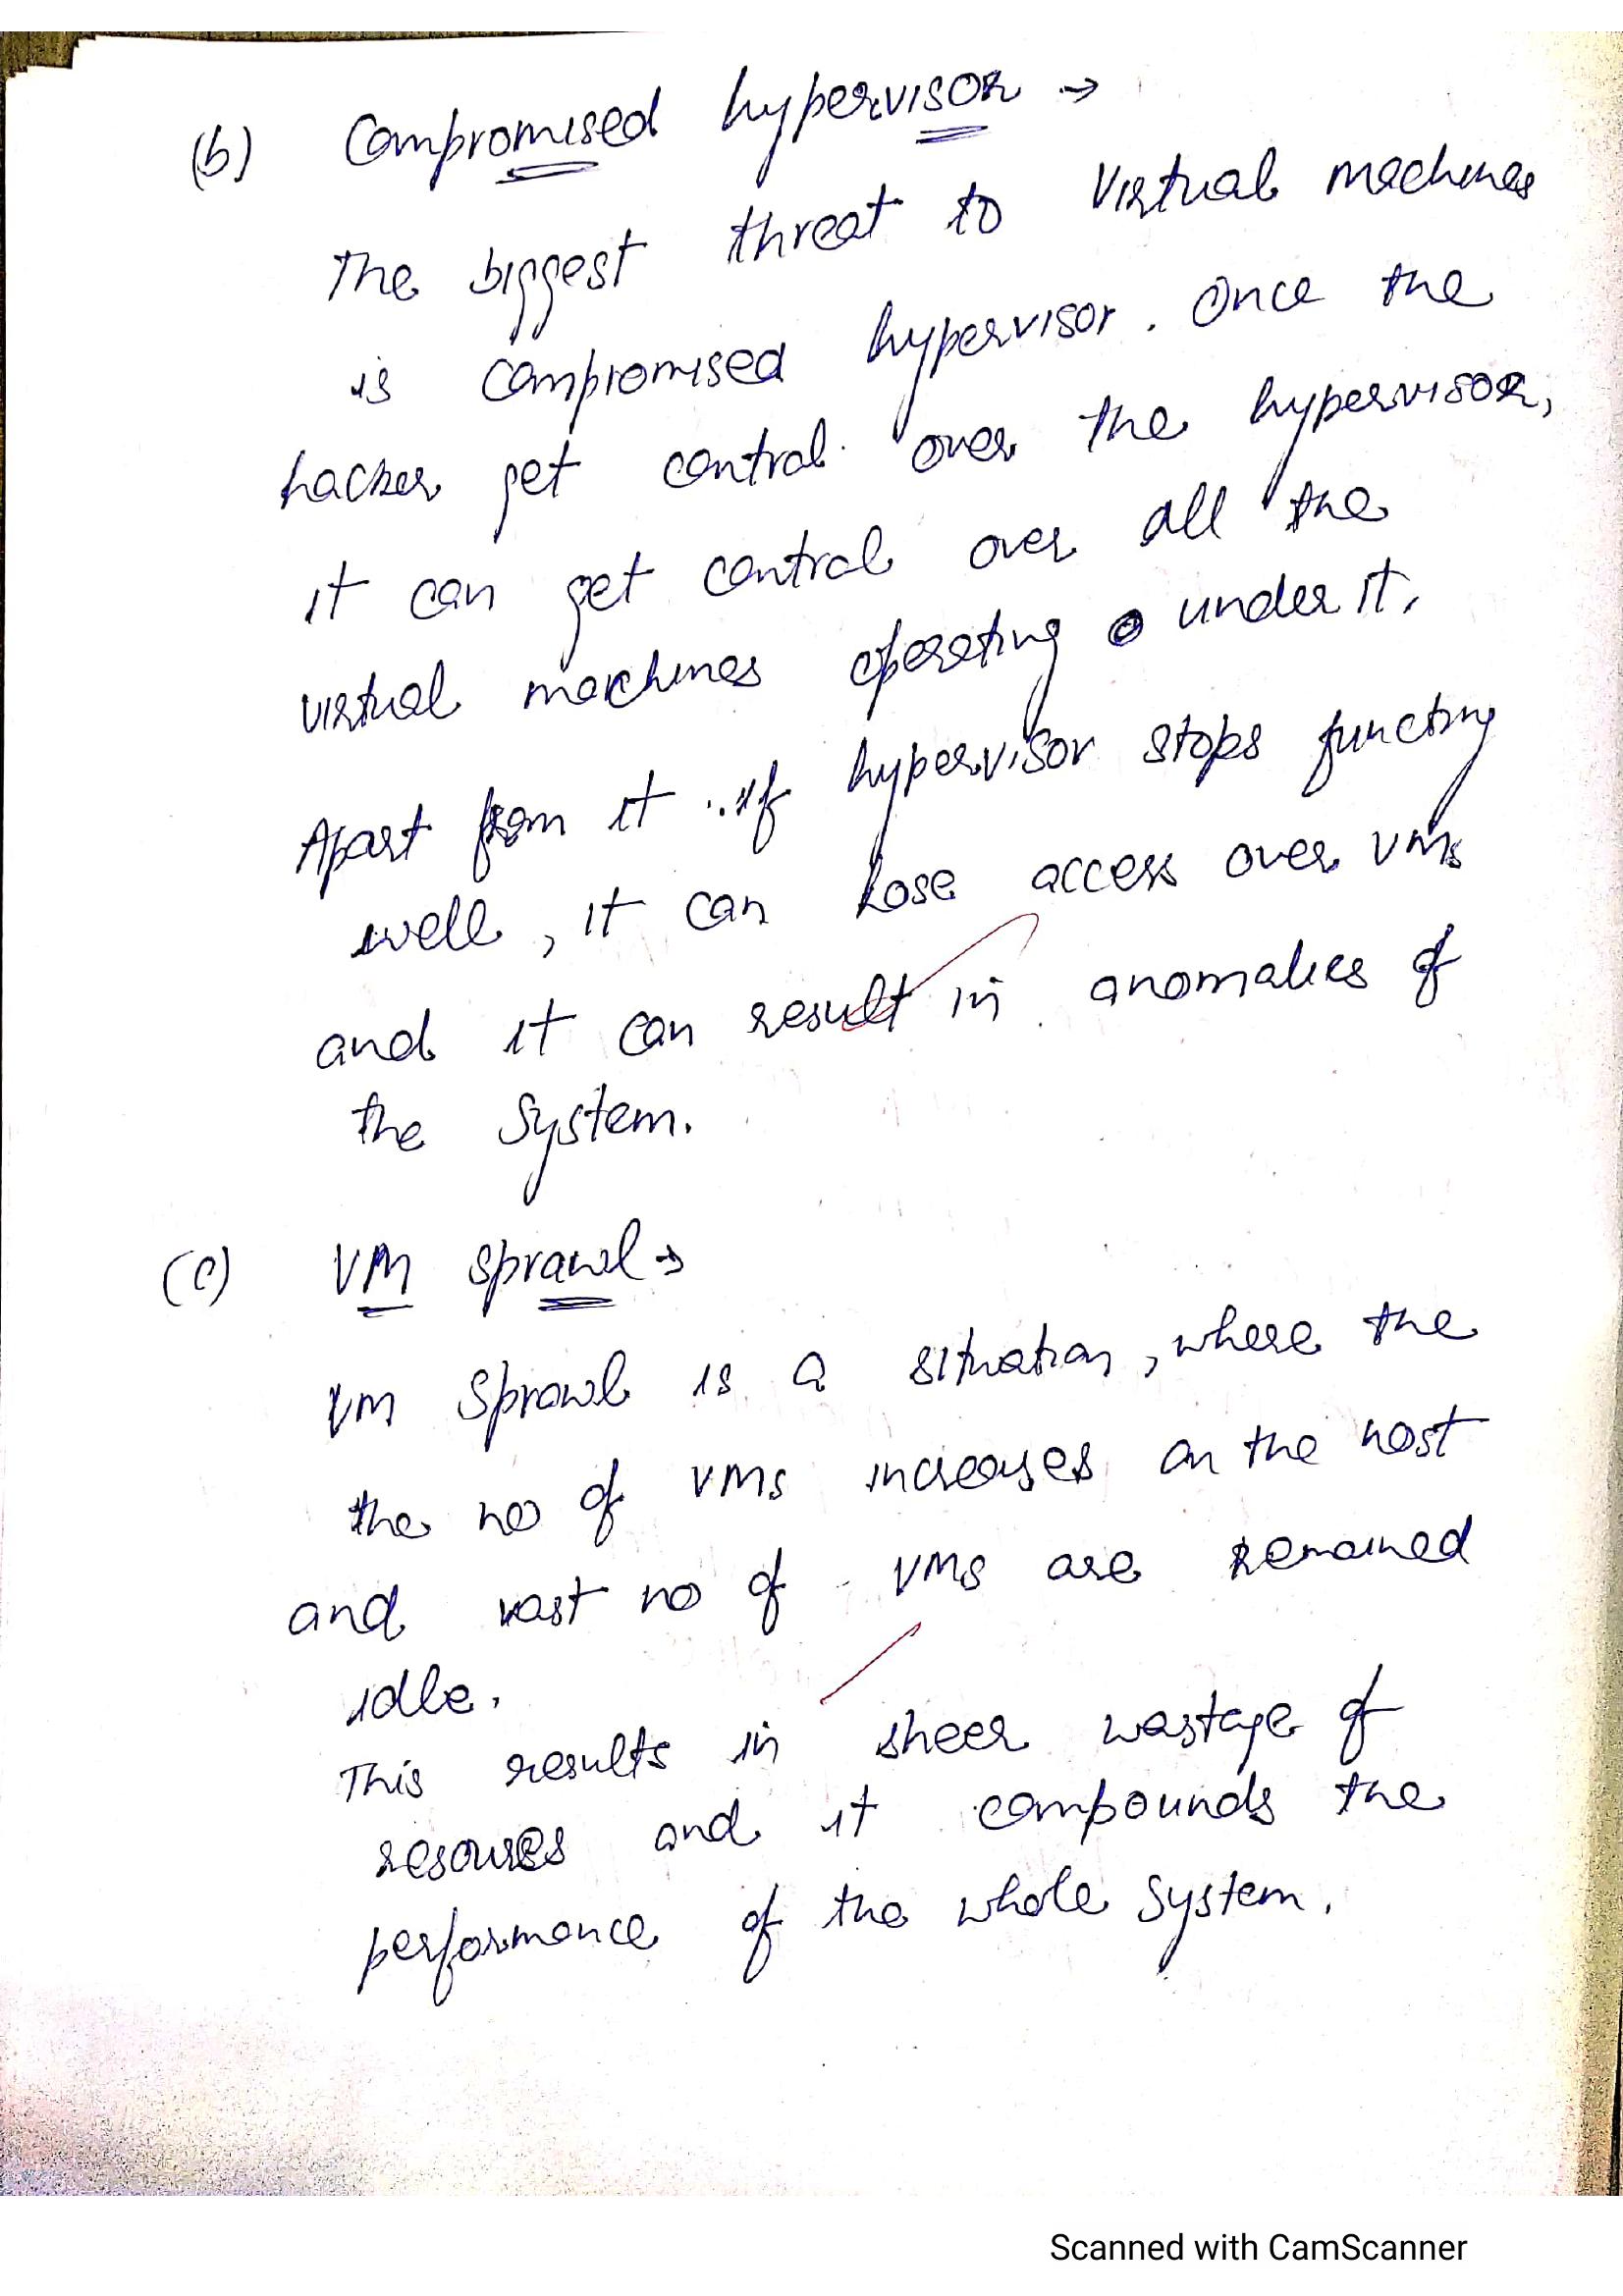 (b) Compromised hypervisor →
The biggest threat to Virtual machines
is compromised hypervisor. Once the
hacker get control over the hypervisor,
it can get control over all the
virtual machines operating under it.
Apart from it if hypervisor stops functing
well, it can lose access over VMs
and it can result in anomalies of
the System.
(c) VM sprawl →
VM Sprawl is a situation, where the
the no of VMs increases on the host
and vast no of VMs are remained
idle.
This results in sheer wastage of
resources and it compounds the
performance of the whole system.
Scanned with CamScanner